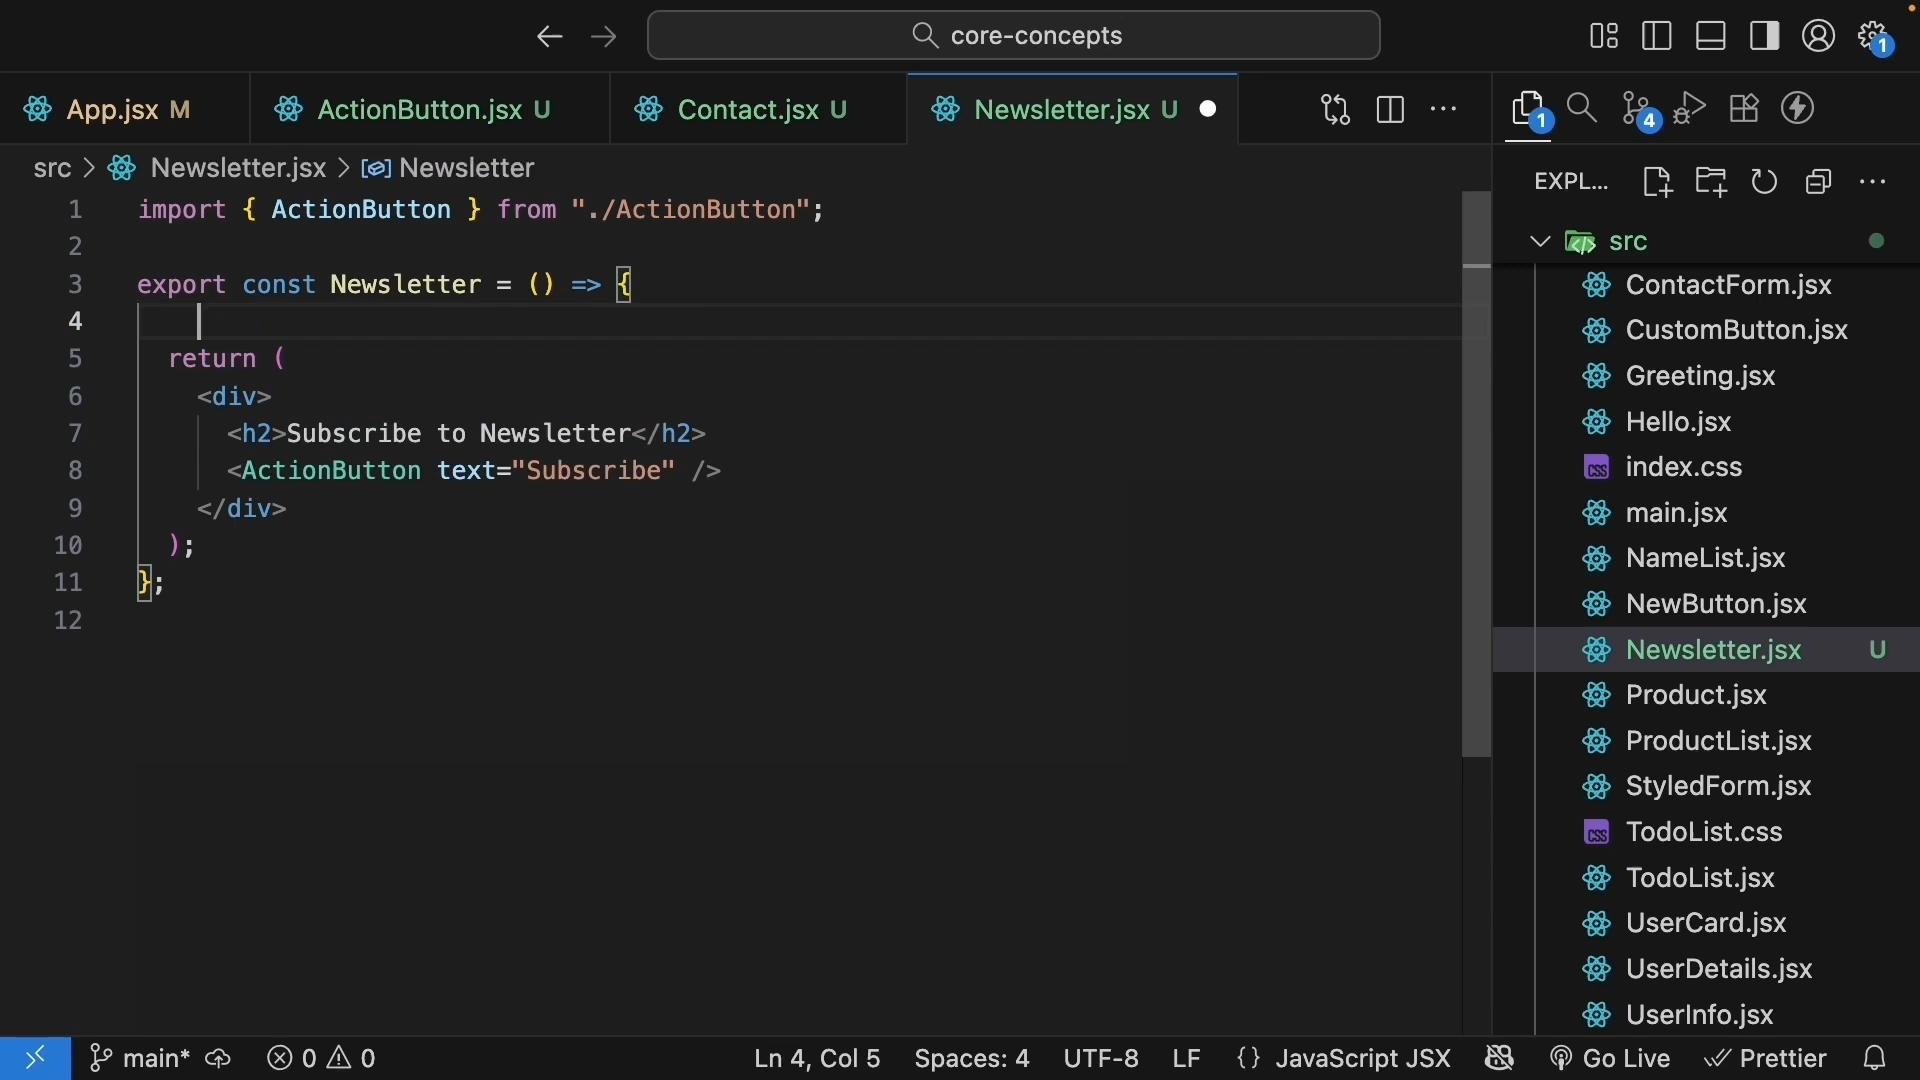 core-concepts
1
App.jsx M
ActionButton.jsx U
Contact.jsx U
Newsletter.jsx U
1
4
src > Newsletter.jsx > Newsletter
EXPL...
1 import { ActionButton } from "./ActionButton";
2
3 export const Newsletter = () => {
4
5 return (
6 <div>
7 <h2>Subscribe to Newsletter</h2>
8 <ActionButton text="Subscribe" />
9 </div>
10 );
11 };
12
src
ContactForm.jsx
CustomButton.jsx
Greeting.jsx
Hello.jsx
index.css
main.jsx
NameList.jsx
NewButton.jsx
Newsletter.jsx U
Product.jsx
ProductList.jsx
StyledForm.jsx
TodoList.css
TodoList.jsx
UserCard.jsx
UserDetails.jsx
UserInfo.jsx
main* 0 0 Ln 4, Col 5 Spaces: 4 UTF-8 LF {} JavaScript JSX Go Live Prettier